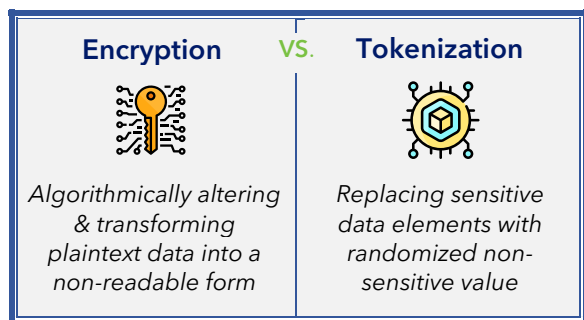 Encryption VS. Tokenization
Algorithmically altering
& transforming
plaintext data into a
non-readable form
Replacing sensitive
data elements with
randomized non-
sensitive value